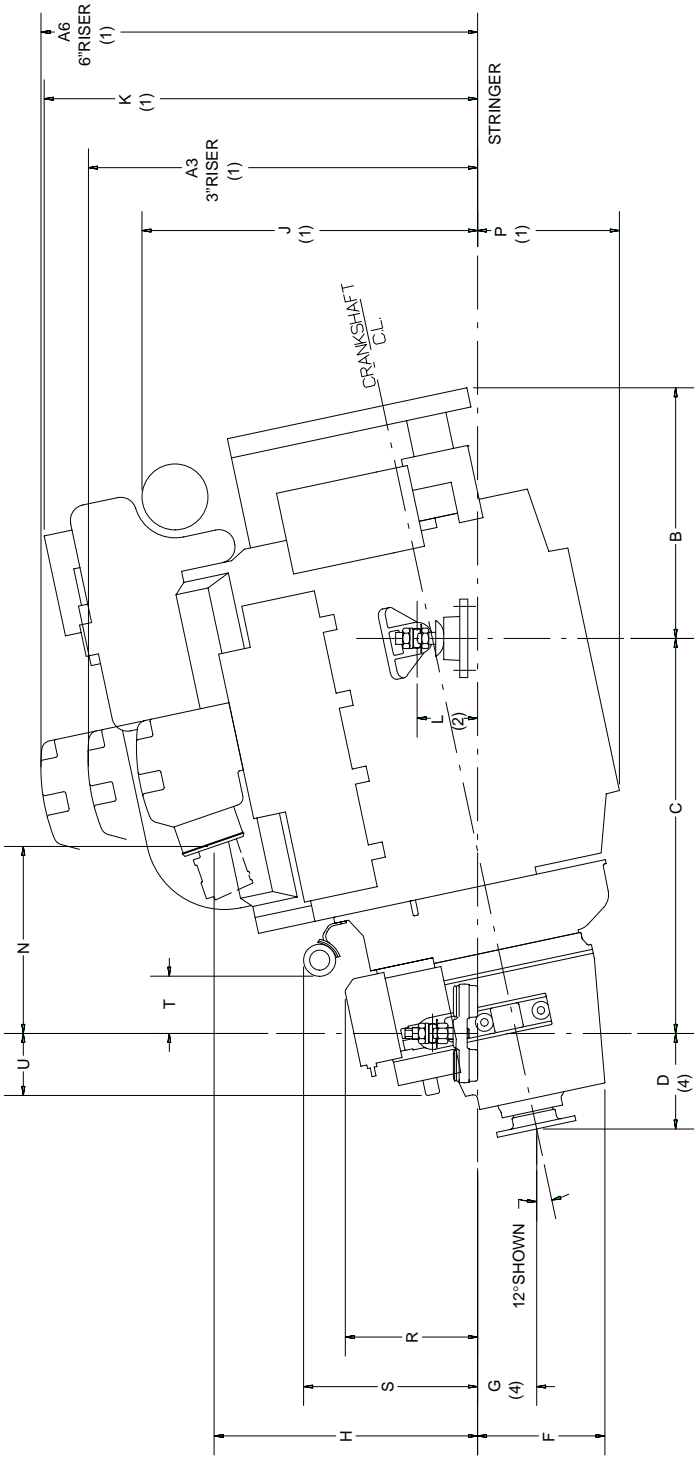 A6
6"RISER
(1)
K
(1)
A3
3"RISER
(1)
J
(1)
STRINGER
P
(1)
CRANKSHAFT
C.L.
B
L
(2)
C
N
T
U
D
(4)
12°SHOWN
R
S
G
(4)
H
F